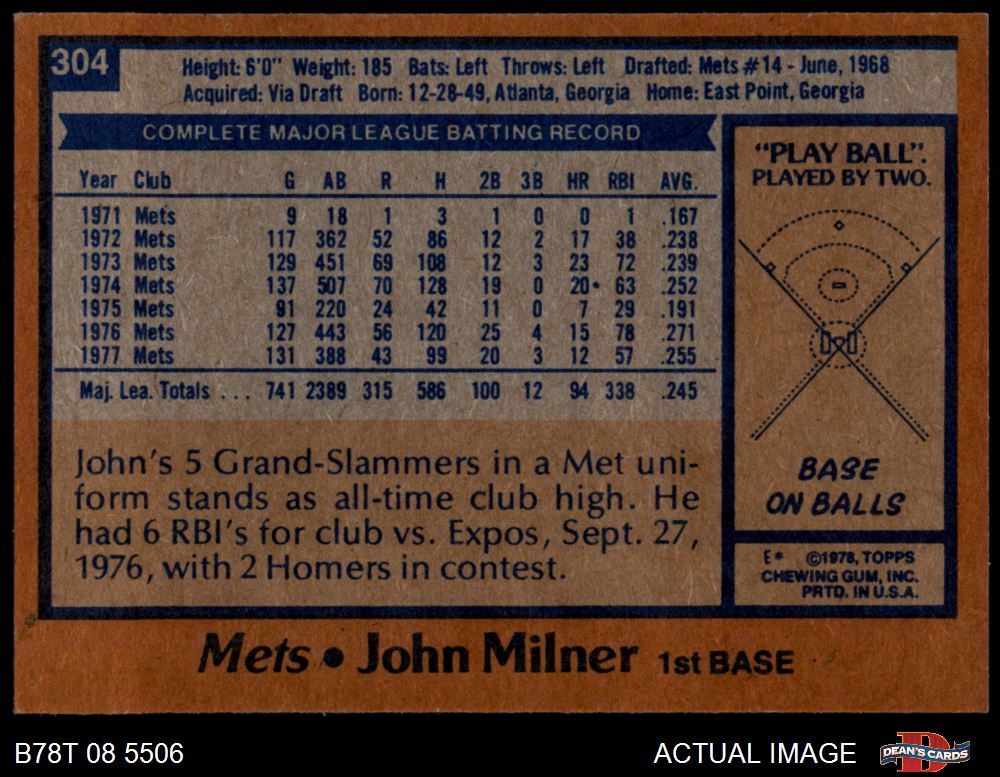 304
Height: 6'0" Weight: 185 Bats: Left Throws: Left Drafted: Mets #14 - June, 1968
Acquired: Via Draft Born: 12-28-49, Atlanta, Georgia Home: East Point, Georgia
COMPLETE MAJOR LEAGUE BATTING RECORD
Year Club G AB R H 2B 3B HR RBI AVG.
1971 Mets 9 18 1 3 1 0 0 1 .167
1972 Mets 117 362 52 86 12 2 17 38 .238
1973 Mets 129 451 69 108 12 3 23 72 .239
1974 Mets 137 507 70 128 19 0 20• 63 .252
1975 Mets 91 220 24 42 11 0 7 29 .191
1976 Mets 127 443 56 120 25 4 15 78 .271
1977 Mets 131 388 43 99 20 3 12 57 .255
Maj. Lea. Totals . . . 741 2389 315 586 100 12 94 338 .245
John's 5 Grand-Slammers in a Met uni-
form stands as all-time club high. He
had 6 RBI's for club vs. Expos, Sept. 27,
1976, with 2 Homers in contest.
"PLAY BALL".
PLAYED BY TWO.
BASE
ON BALLS
E* ©1978, TOPPS
CHEWING GUM, INC.
PRTD. IN U.S.A.
Mets • John Milner 1st BASE
B78T 08 5506
ACTUAL IMAGE
DEAN'S CARDS